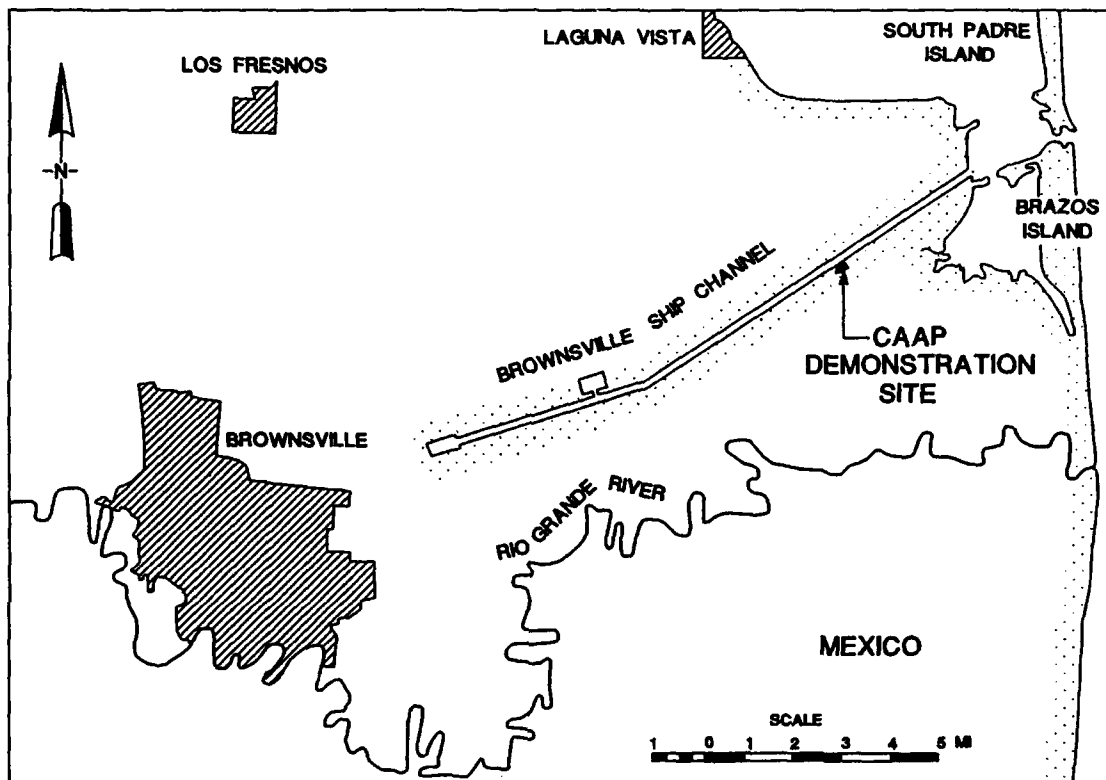 LAGUNA VISTA
SOUTH PADRE
ISLAND
LOS FRESNOS
-N-
BRAZOS
ISLAND
BROWNSVILLE SHIP CHANNEL
CAAP
DEMONSTRATION
SITE
BROWNSVILLE
RIO GRANDE RIVER
MEXICO
SCALE
1 0 1 2 3 4 5 MI